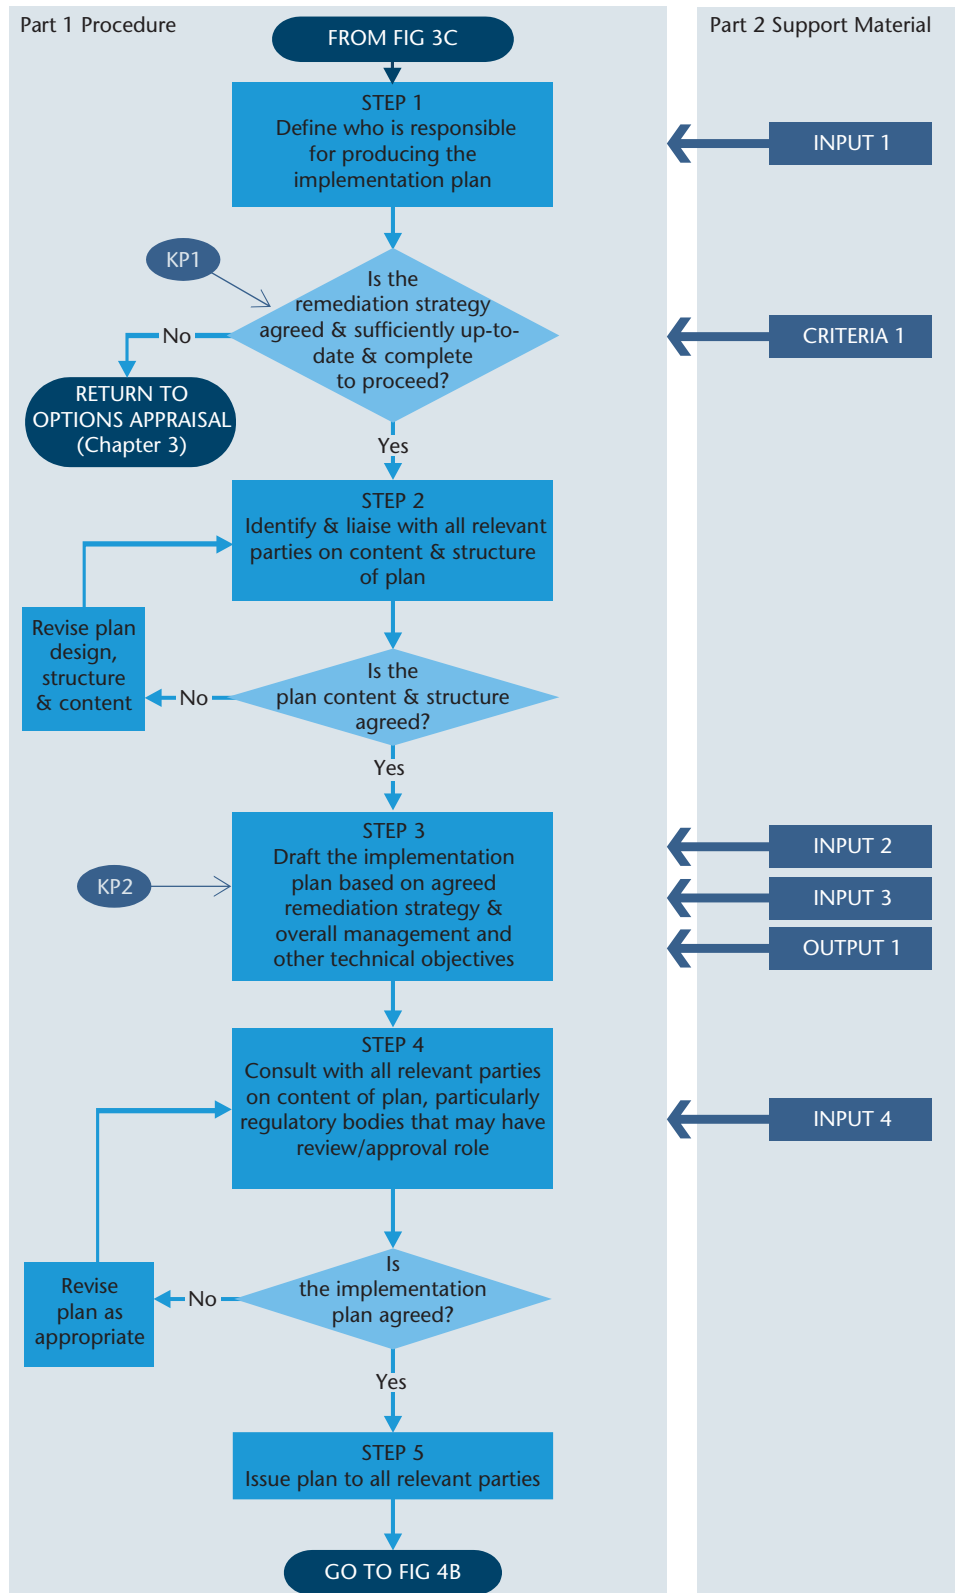 Part 1 Procedure
Part 2 Support Material
FROM FIG 3C
STEP 1
Define who is responsible
for producing the
implementation plan
INPUT 1
KP1
Is the
remediation strategy
agreed & sufficiently up-to-
date & complete
to proceed?
CRITERIA 1
No
RETURN TO
OPTIONS APPRAISAL
(Chapter 3)
Yes
STEP 2
Identify & liaise with all relevant
parties on content & structure
of plan
Revise plan
design,
structure
& content
No
Is the
plan content & structure
agreed?
Yes
STEP 3
Draft the implementation
plan based on agreed
remediation strategy &
overall management and
other technical objectives
KP2
INPUT 2
INPUT 3
OUTPUT 1
STEP 4
Consult with all relevant parties
on content of plan, particularly
regulatory bodies that may have
review/approval role
INPUT 4
Revise
plan as
appropriate
No
Is
the implementation
plan agreed?
Yes
STEP 5
Issue plan to all relevant parties
GO TO FIG 4B